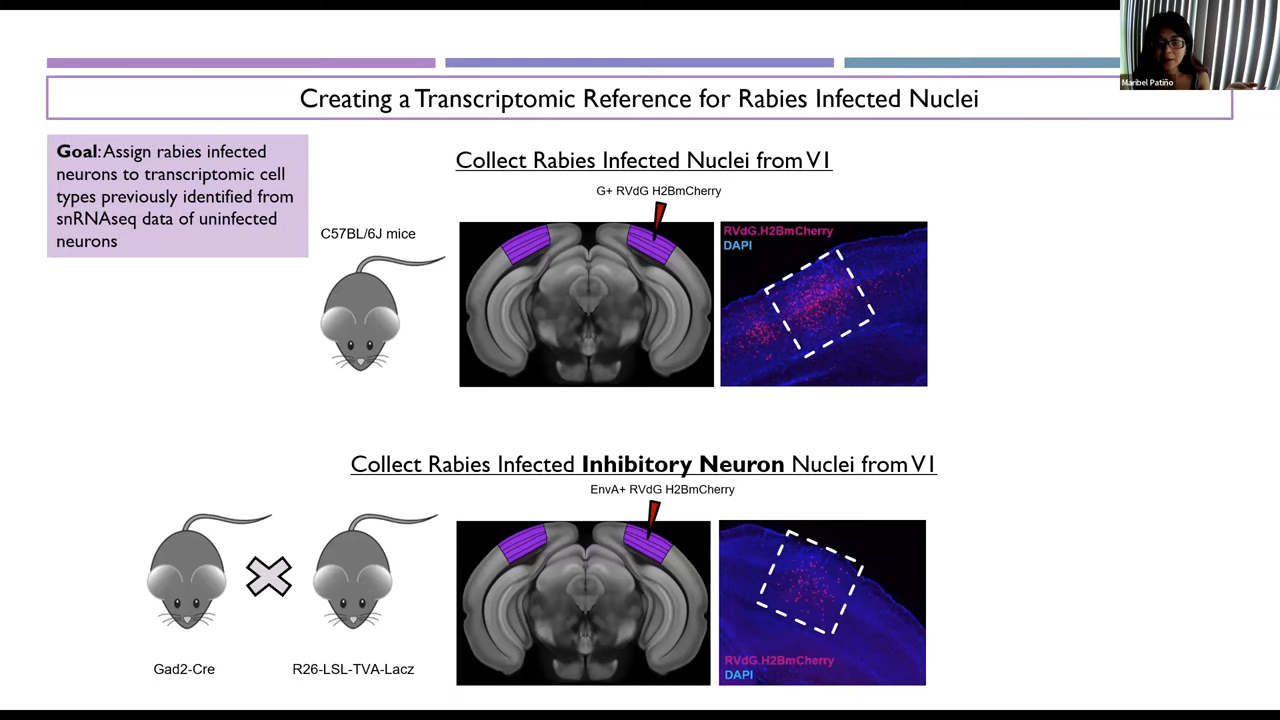 Maribel Patiño
Creating a Transcriptomic Reference for Rabies Infected Nuclei
Goal: Assign rabies infected
neurons to transcriptomic cell
types previously identified from
snRNAseq data of uninfected
neurons
Collect Rabies Infected Nuclei from V1
G+ RVdG H2BmCherry
C57BL/6J mice
RVdG.H2BmCherry
DAPI
Collect Rabies Infected Inhibitory Neuron Nuclei from V1
EnvA+ RVdG H2BmCherry
Gad2-Cre
R26-LSL-TVA-Lacz
RVdG.H2BmCherry
DAPI